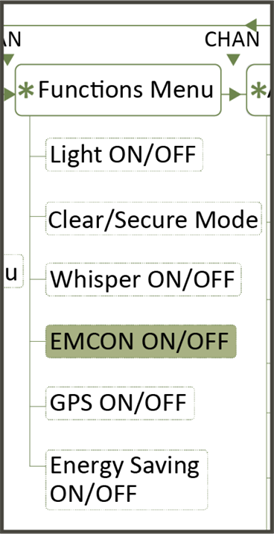 AN
CHAN
* Functions Menu
*A
Light ON/OFF
Clear/Secure Mode
u
Whisper ON/OFF
EMCON ON/OFF
GPS ON/OFF
Energy Saving
ON/OFF